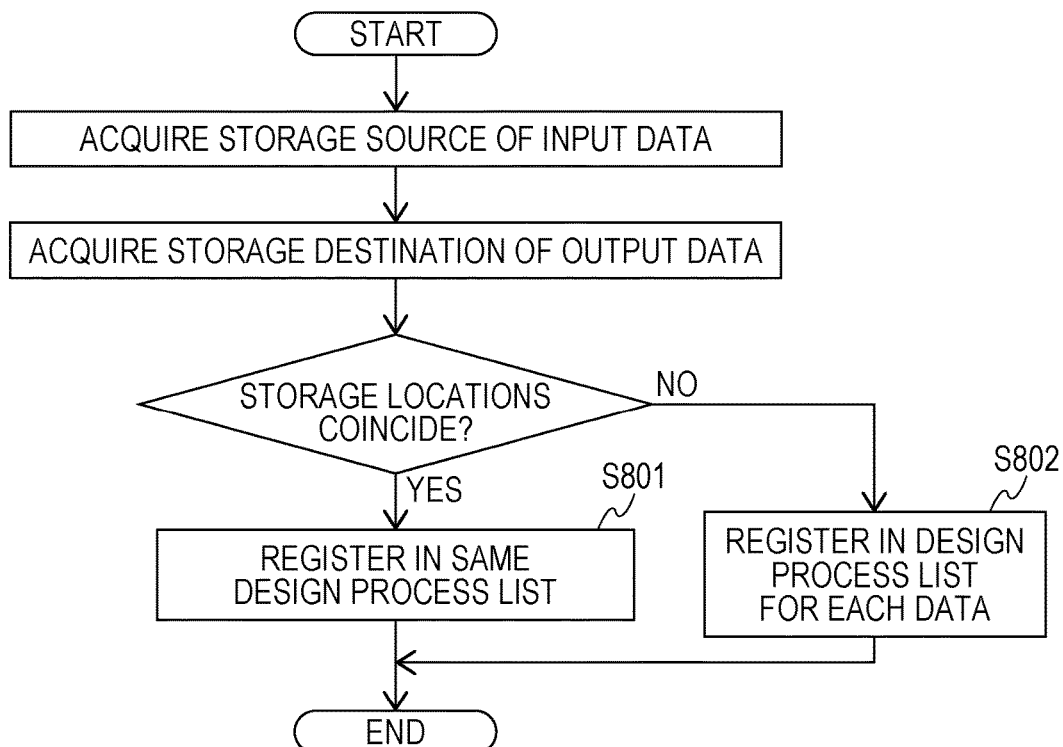 START
ACQUIRE STORAGE SOURCE OF INPUT DATA
ACQUIRE STORAGE DESTINATION OF OUTPUT DATA
STORAGE LOCATIONS
COINCIDE?
NO
YES
S801
REGISTER IN SAME
DESIGN PROCESS LIST
S802
REGISTER IN DESIGN
PROCESS LIST
FOR EACH DATA
END